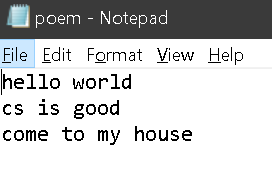 poem - Notepad
File Edit Format View Help
hello world
cs is good
come to my house